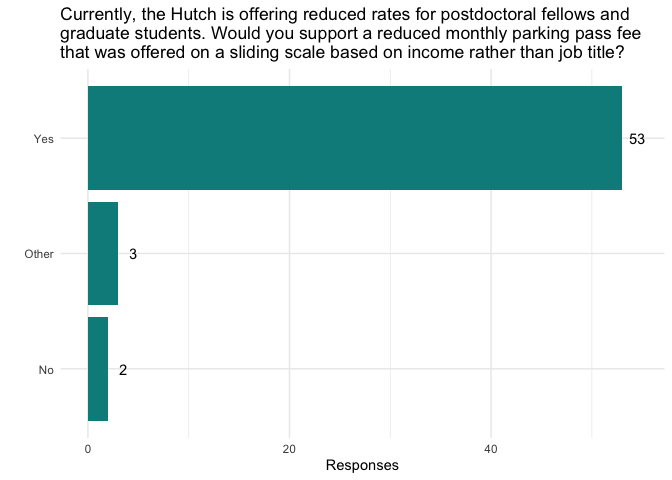 Currently, the Hutch is offering reduced rates for postdoctoral fellows and
graduate students. Would you support a reduced monthly parking pass fee
that was offered on a sliding scale based on income rather than job title?
Yes
53
Other
3
No
2
0
20
40
Responses